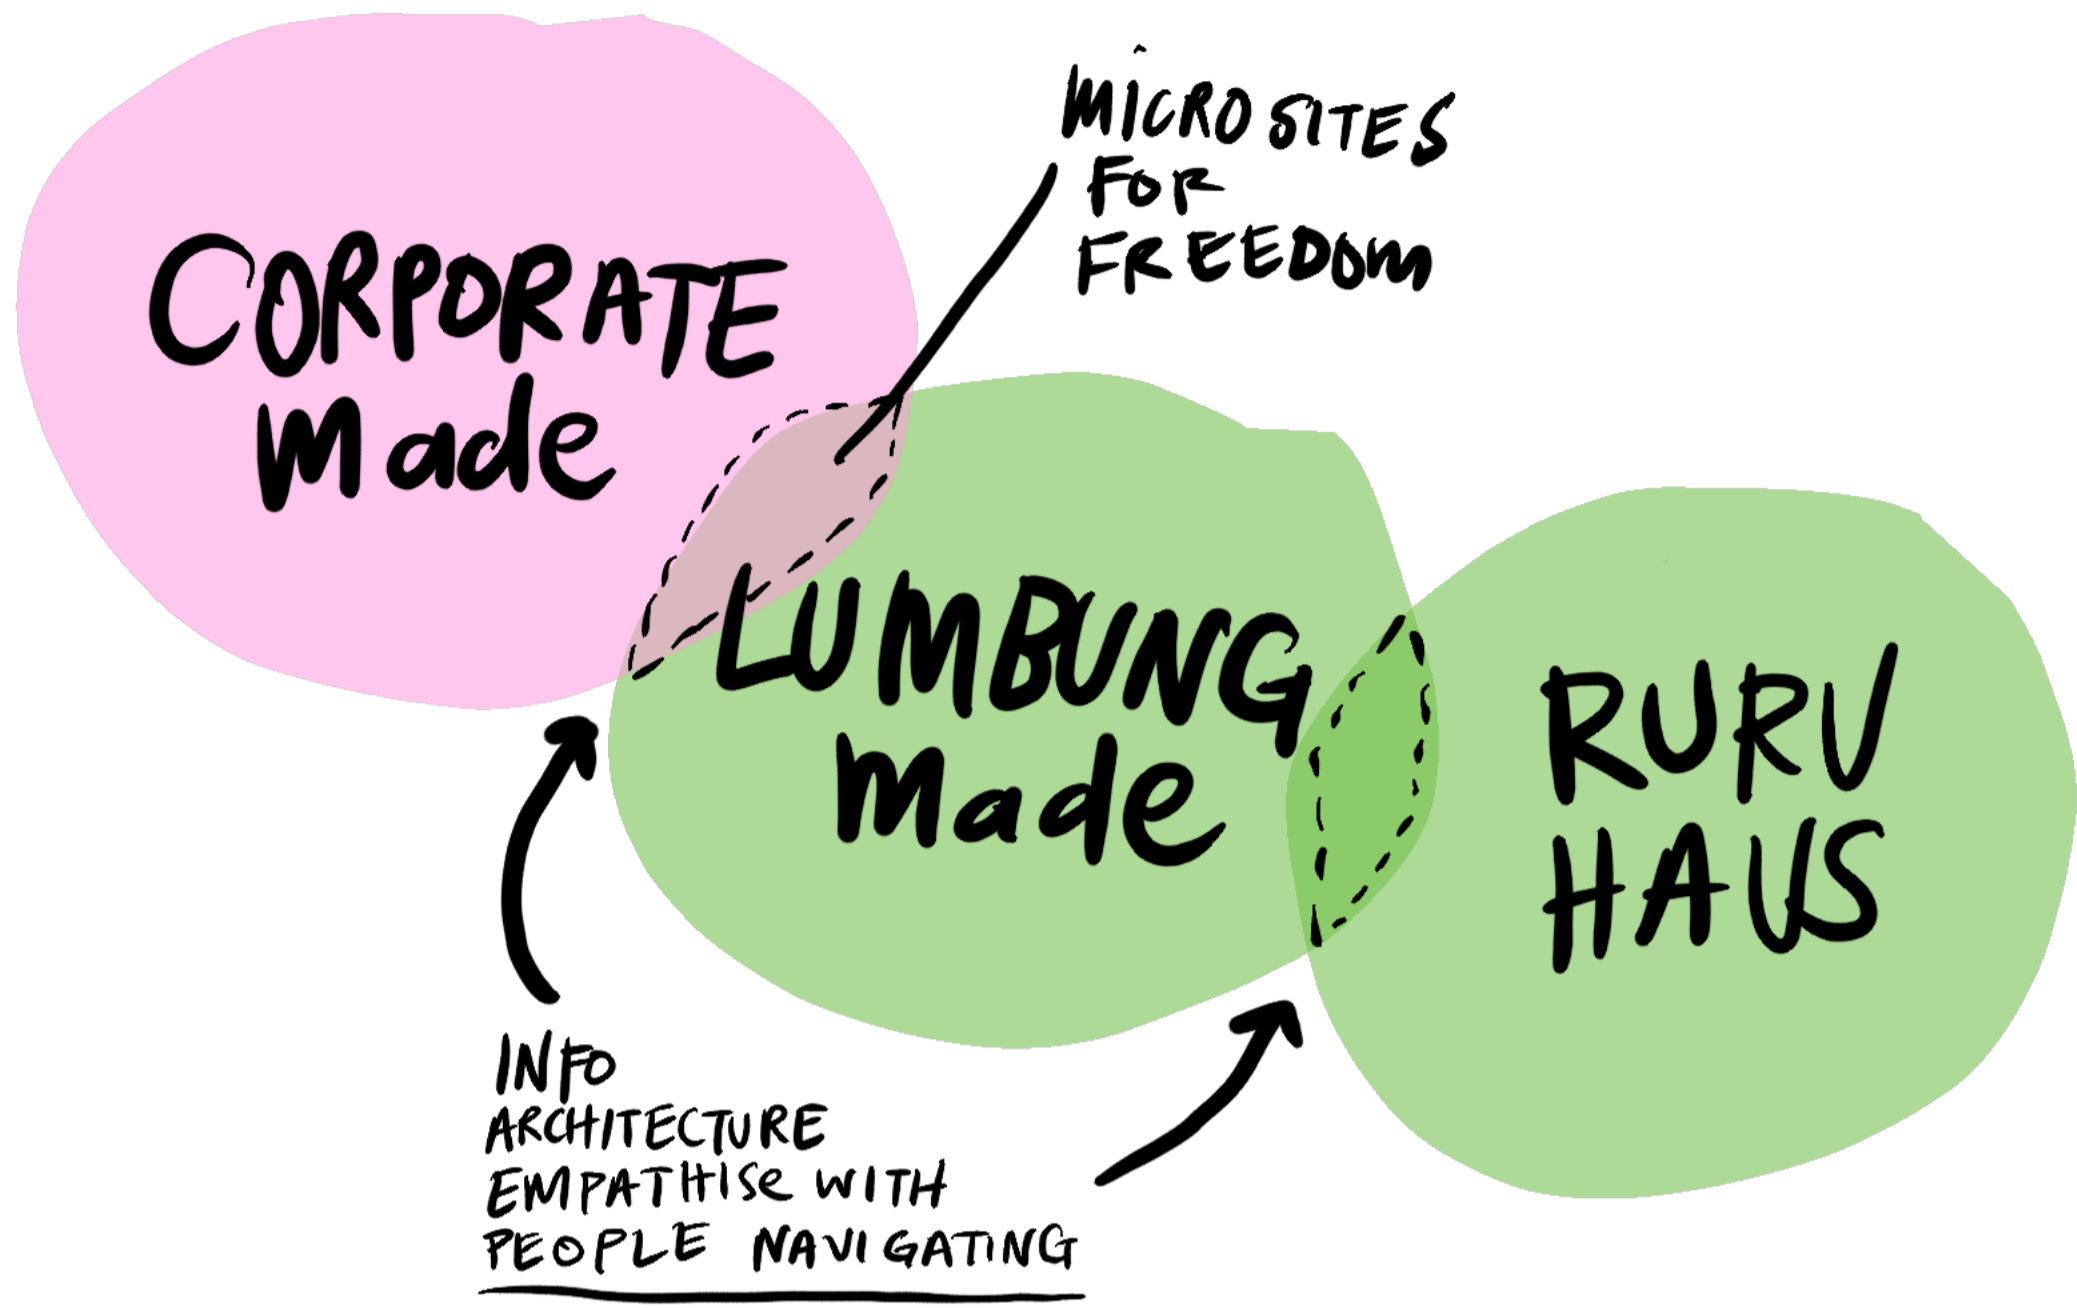 MICROSITES
FOR
FREEDOM
CORPORATE
Made
LUMBUNG
Made
RURU
HAUS
INFO
ARCHITECTURE
EMPATHISe WITH
PEOPLE NAVIGATING